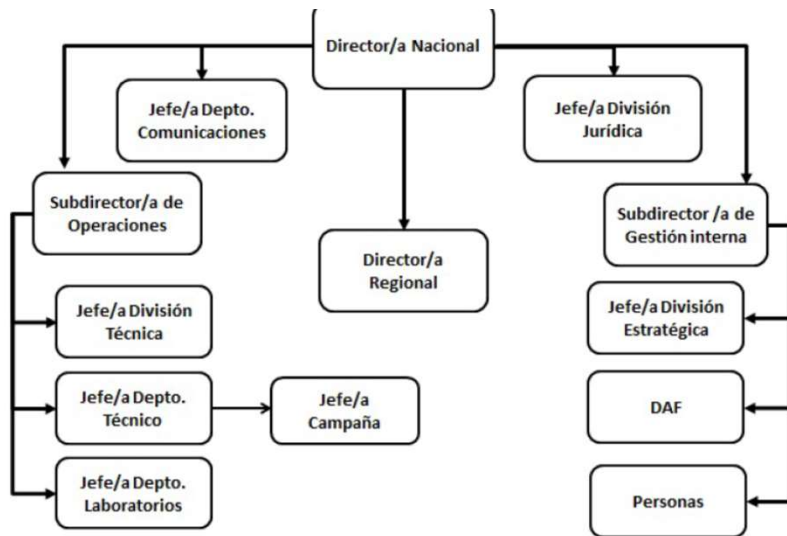 Director/a Nacional
Jefe/a Depto.
Comunicaciones
Jefe/a División
Jurídica
Subdirector/a de
Operaciones
Subdirector /a de
Gestión interna
Director/a
Regional
Jefe/a División
Técnica
Jefe/a División
Estratégica
Jefe/a Depto.
Técnico
Jefe/a
Campaña
DAF
Jefe/a Depto.
Laboratorios
Personas